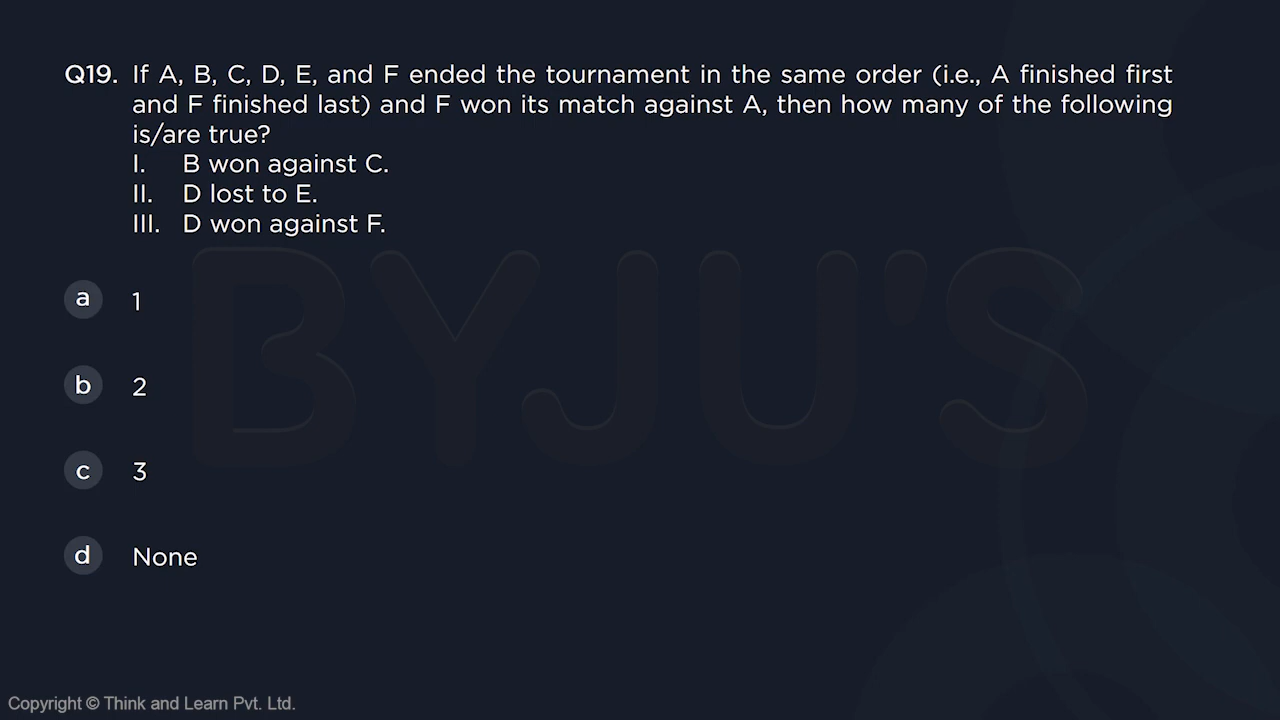 Q19. If A, B, C, D, E, and F ended the tournament in the same order (i.e., A finished first
and F finished last) and F won its match against A, then how many of the following
is/are true?
I. B won against C.
II. D lost to E.
III. D won against F.
BYJU'S
a 1
b 2
c 3
d None
Copyright © Think and Learn Pvt. Ltd.